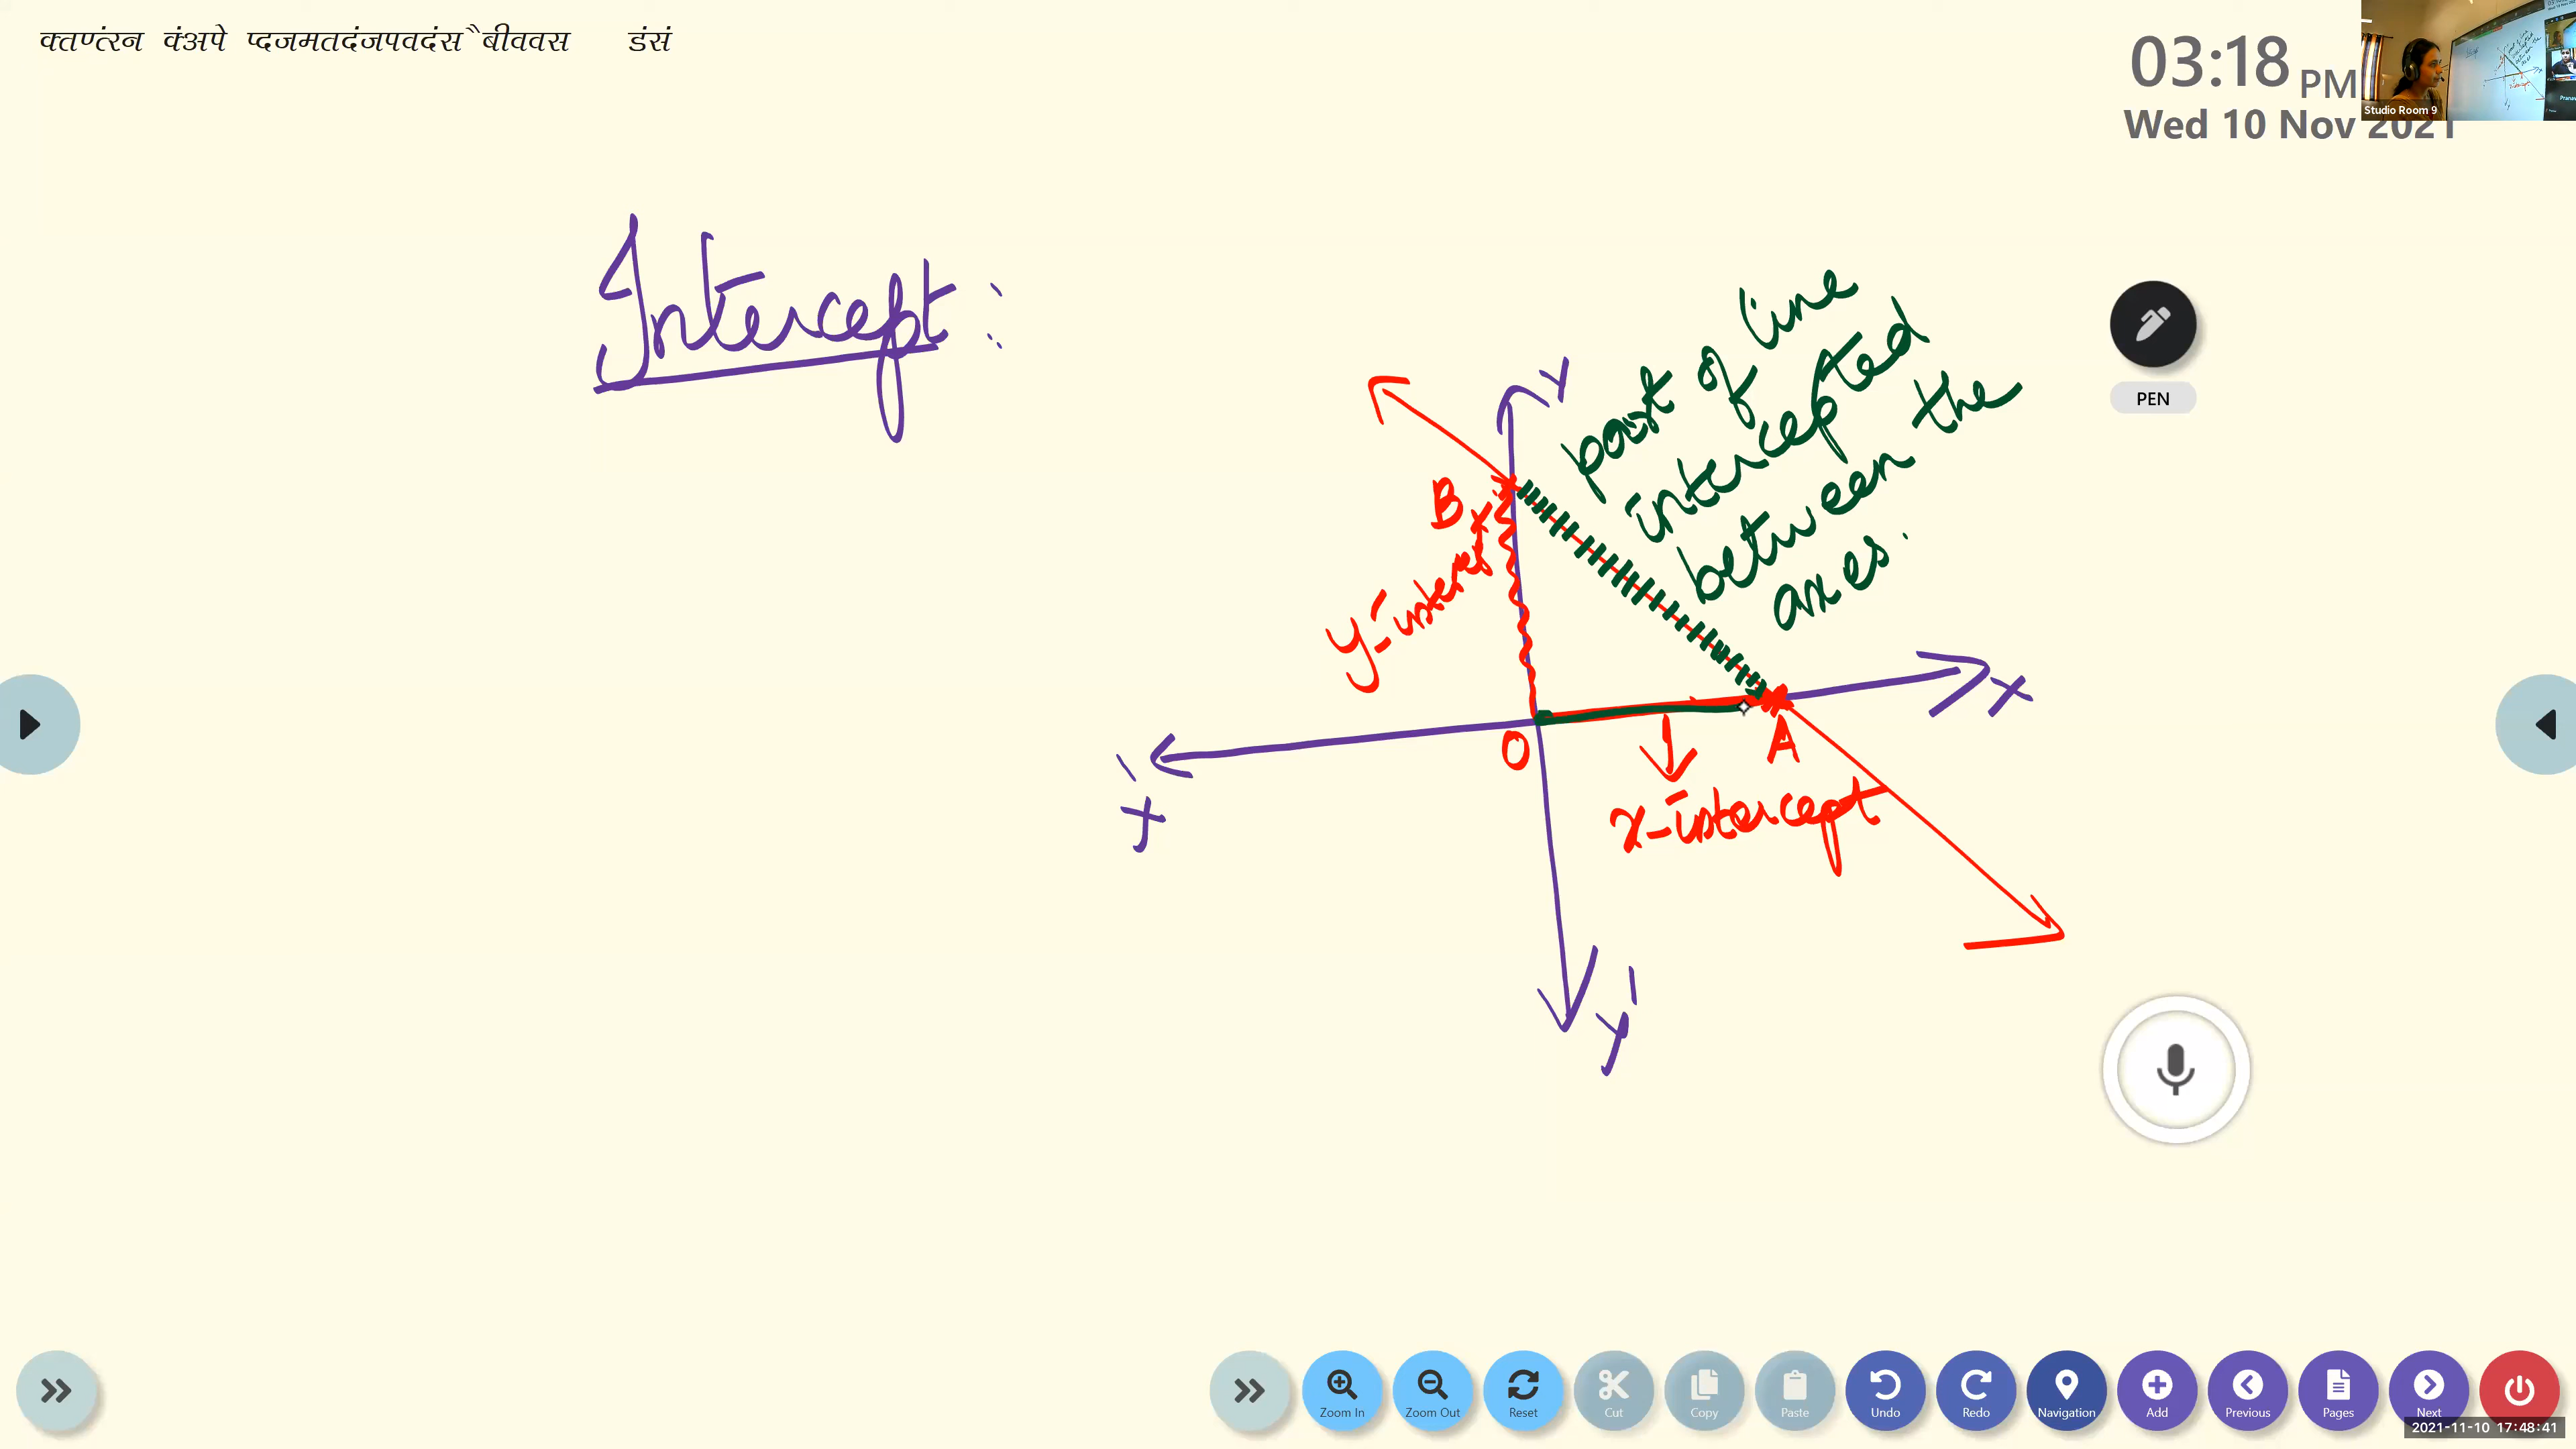 क्तण्ंरन कंअपे प्दजमतदंजपवदंस ैबीववस डंसं
03:18 PM
Wed 10 Nov 2021
Studio Room 9
Intercept :
part of line
intercepted
between the
axes.
PEN
Y
B
y-intercept
X
O
A
x-intercept
X'
Y'
Zoom In
Zoom Out
Reset
Cut
Copy
Paste
Undo
Redo
Navigation
Add
Previous
Pages
Next
2021-11-10 17:48:41